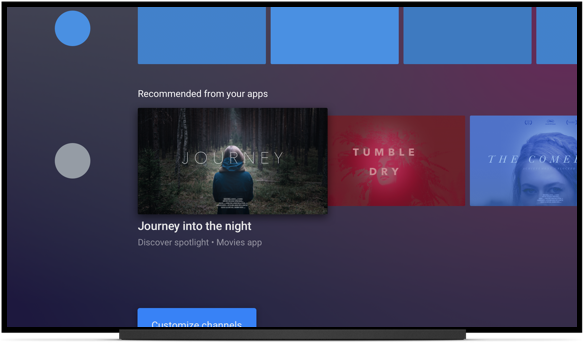 Recommended from your apps
JOURNEY
TUMBLE
DRY
THE COME
Journey into the night
Discover spotlight • Movies app
Customize channels